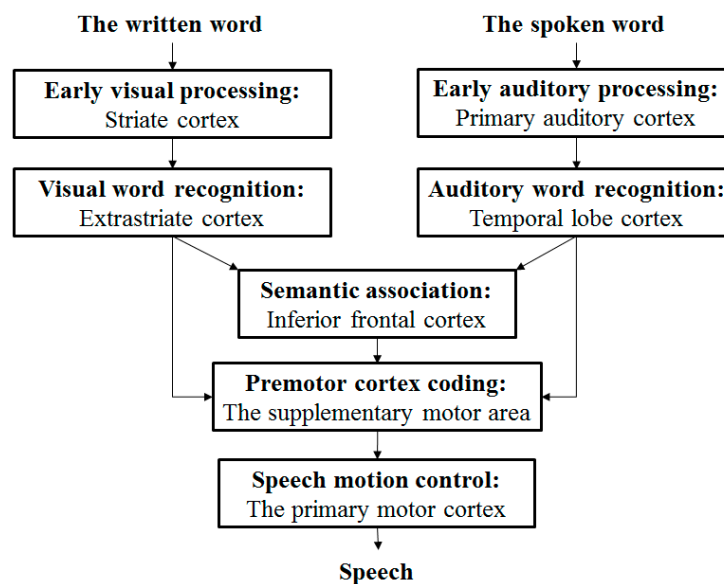 The written word
The spoken word
Early visual processing:
Striate cortex
Early auditory processing:
Primary auditory cortex
Visual word recognition:
Extrastriate cortex
Auditory word recognition:
Temporal lobe cortex
Semantic association:
Inferior frontal cortex
Premotor cortex coding:
The supplementary motor area
Speech motion control:
The primary motor cortex
Speech